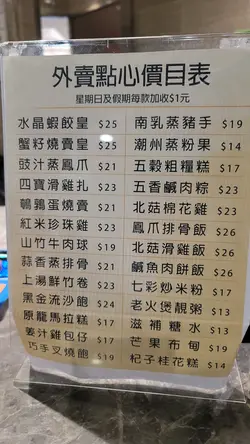 外賣點心價目表
星期日及假期每款加收$1元
水晶蝦餃皇 $25
蟹籽燒賣皇 $25
豉汁蒸鳳爪 $21
四寶滑雞扎 $23
鵪鶉蛋燒賣 $21
紅米珍珠雞 $23
山竹牛肉球 $19
蒜香蒸排骨 $21
上湯鮮竹卷 $23
黑金流沙飽 $24
原籠馬拉糕 $17
姜汁雞包仔 $17
巧手叉燒飽 $19
南乳蒸豬手 $19
潮州蒸粉果 $14
五穀粗糧糕 $17
五香鹹肉粽 $23
北菇棉花雞 $23
鳳爪排骨飯 $26
北菇滑雞飯 $26
鹹魚肉餅飯 $26
七彩炒米粉 $17
老火煲靚粥 $13
滋補糖水 $13
芒果布甸 $19
杞子桂花糕 $14